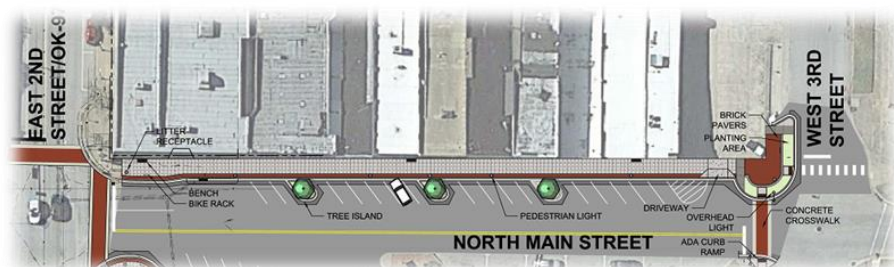 EAST 2ND
STREET/OK-97
LITTER
RECEPTACLE
BENCH
BIKE RACK
TREE ISLAND
PEDESTRIAN LIGHT
DRIVEWAY
BRICK
PAVERS
PLANTING
AREA
WEST 3RD
STREET
OVERHEAD
LIGHT
CONCRETE
CROSSWALK
NORTH MAIN STREET
ADA CURB
RAMP